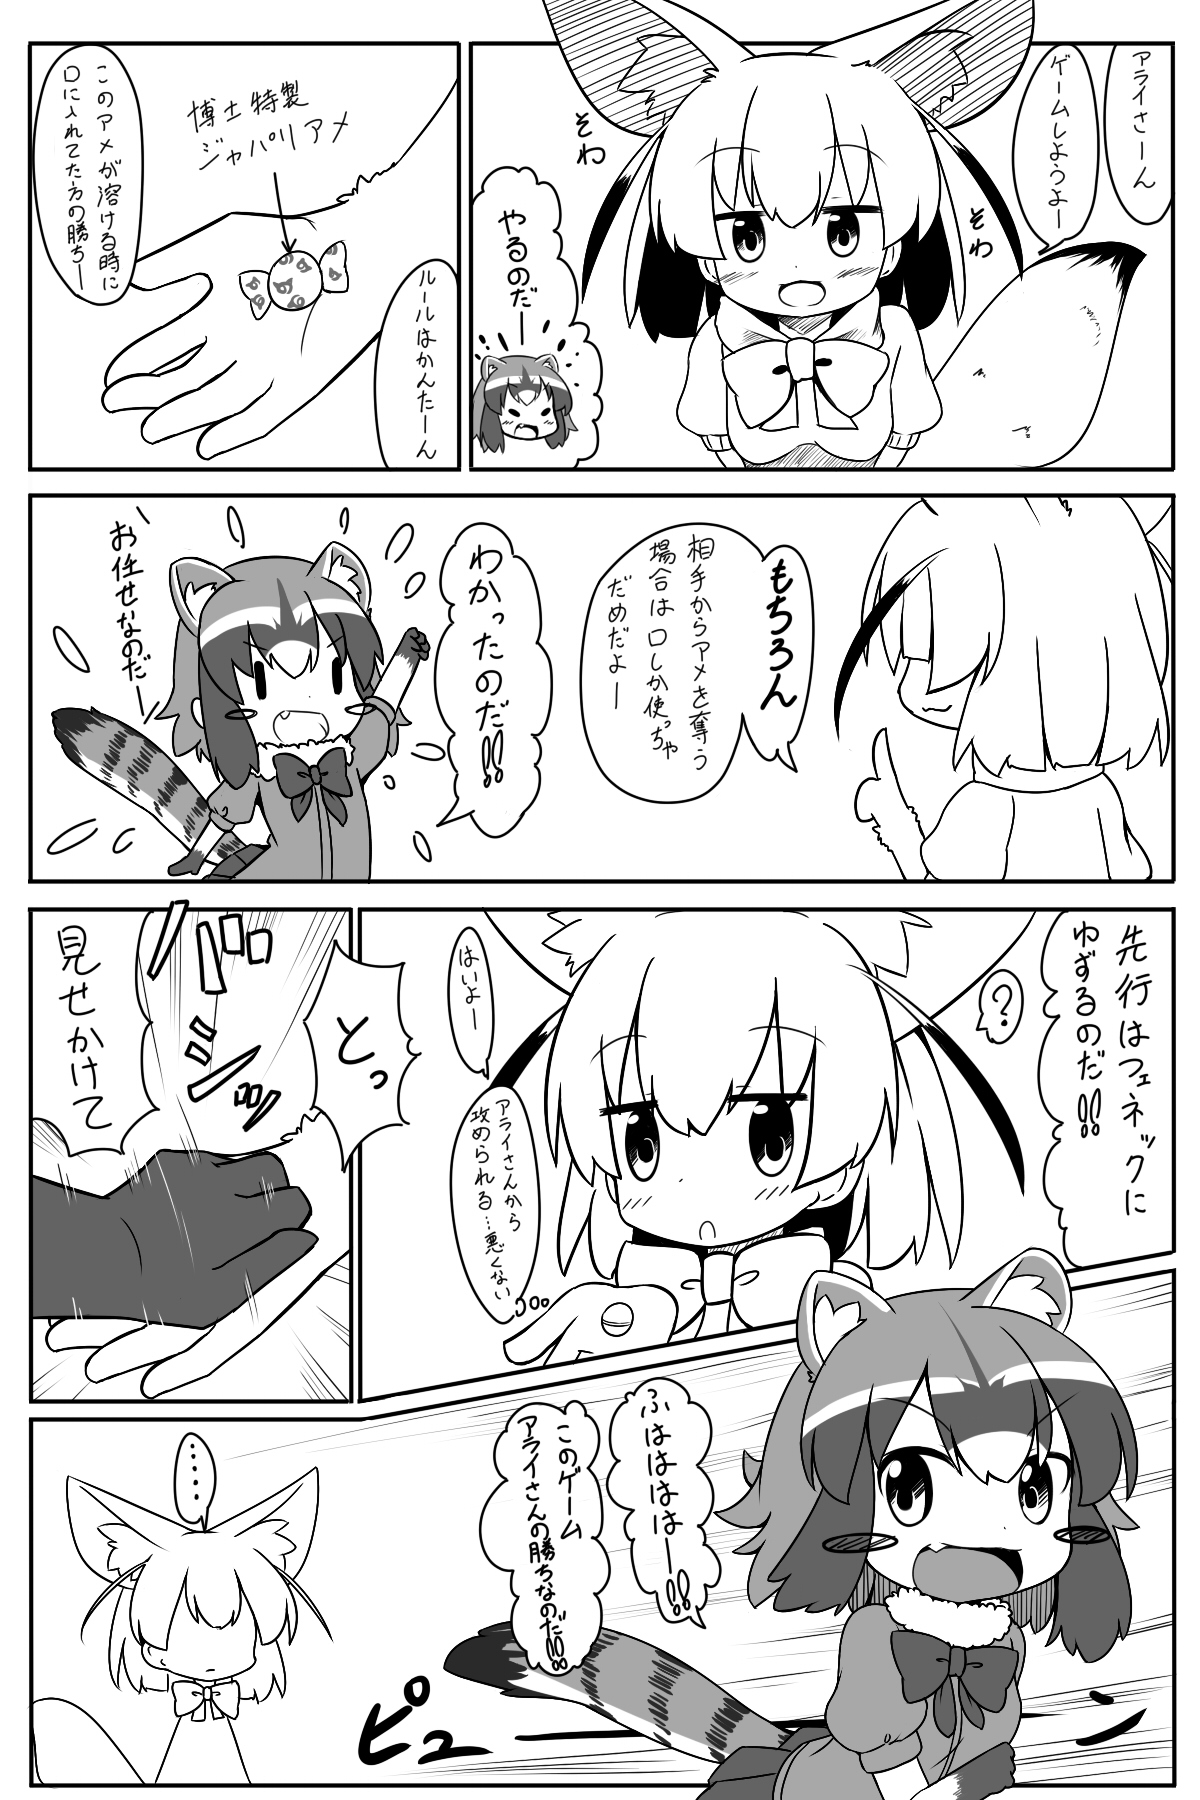 アライさーん
ゲームしようよー
そわ
そわ
やるのだー
ルールはかんたーん
博士特製
ジャパリアメ
このアメが溶ける時に
口に入れてた方の勝ちー
もちろん
相手からアメを奪う
場合は口しか使っちゃ
だめだよー
わかったのだ!!
お任せなのだー
先行はフェネックに
ゆずるのだ!!
?
はいよー
アライさんから
攻められる…悪くない
とっ
見せかけて
バシッ
ふはははー!!
このゲーム
アライさんの勝ちなのだ!!
ピュー
……